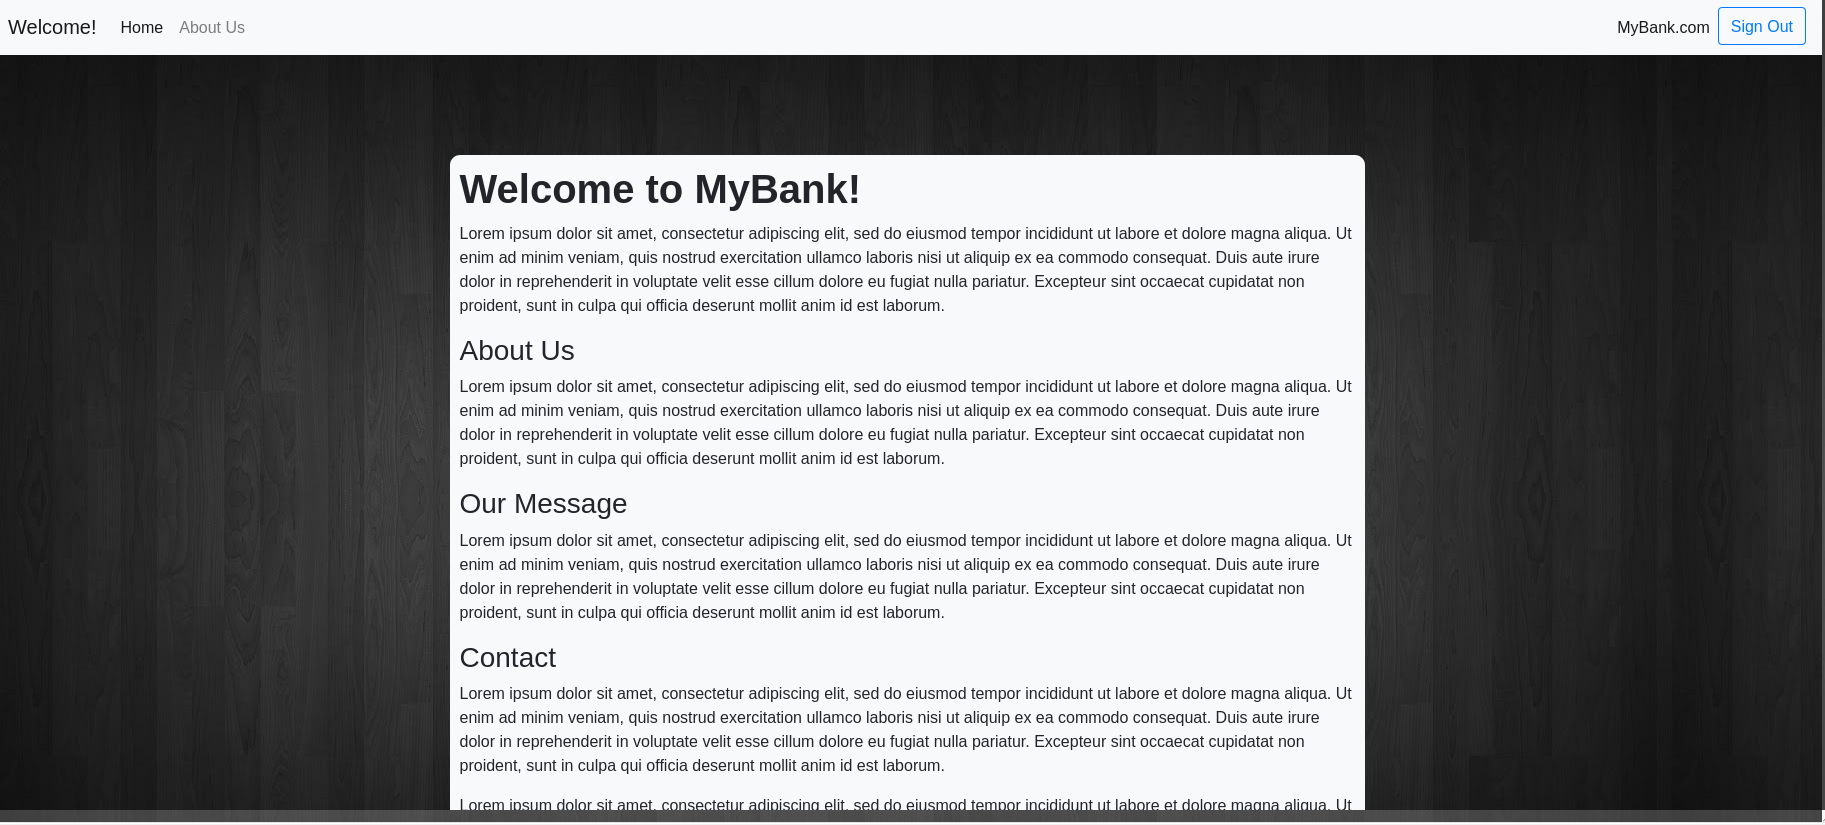 Welcome! Home About Us MyBank.com Sign Out
Welcome to MyBank!
Lorem ipsum dolor sit amet, consectetur adipiscing elit, sed do eiusmod tempor incididunt ut labore et dolore magna aliqua. Ut
enim ad minim veniam, quis nostrud exercitation ullamco laboris nisi ut aliquip ex ea commodo consequat. Duis aute irure
dolor in reprehenderit in voluptate velit esse cillum dolore eu fugiat nulla pariatur. Excepteur sint occaecat cupidatat non
proident, sunt in culpa qui officia deserunt mollit anim id est laborum.
About Us
Lorem ipsum dolor sit amet, consectetur adipiscing elit, sed do eiusmod tempor incididunt ut labore et dolore magna aliqua. Ut
enim ad minim veniam, quis nostrud exercitation ullamco laboris nisi ut aliquip ex ea commodo consequat. Duis aute irure
dolor in reprehenderit in voluptate velit esse cillum dolore eu fugiat nulla pariatur. Excepteur sint occaecat cupidatat non
proident, sunt in culpa qui officia deserunt mollit anim id est laborum.
Our Message
Lorem ipsum dolor sit amet, consectetur adipiscing elit, sed do eiusmod tempor incididunt ut labore et dolore magna aliqua. Ut
enim ad minim veniam, quis nostrud exercitation ullamco laboris nisi ut aliquip ex ea commodo consequat. Duis aute irure
dolor in reprehenderit in voluptate velit esse cillum dolore eu fugiat nulla pariatur. Excepteur sint occaecat cupidatat non
proident, sunt in culpa qui officia deserunt mollit anim id est laborum.
Contact
Lorem ipsum dolor sit amet, consectetur adipiscing elit, sed do eiusmod tempor incididunt ut labore et dolore magna aliqua. Ut
enim ad minim veniam, quis nostrud exercitation ullamco laboris nisi ut aliquip ex ea commodo consequat. Duis aute irure
dolor in reprehenderit in voluptate velit esse cillum dolore eu fugiat nulla pariatur. Excepteur sint occaecat cupidatat non
proident, sunt in culpa qui officia deserunt mollit anim id est laborum.
Lorem ipsum dolor sit amet, consectetur adipiscing elit, sed do eiusmod tempor incididunt ut labore et dolore magna aliqua. Ut